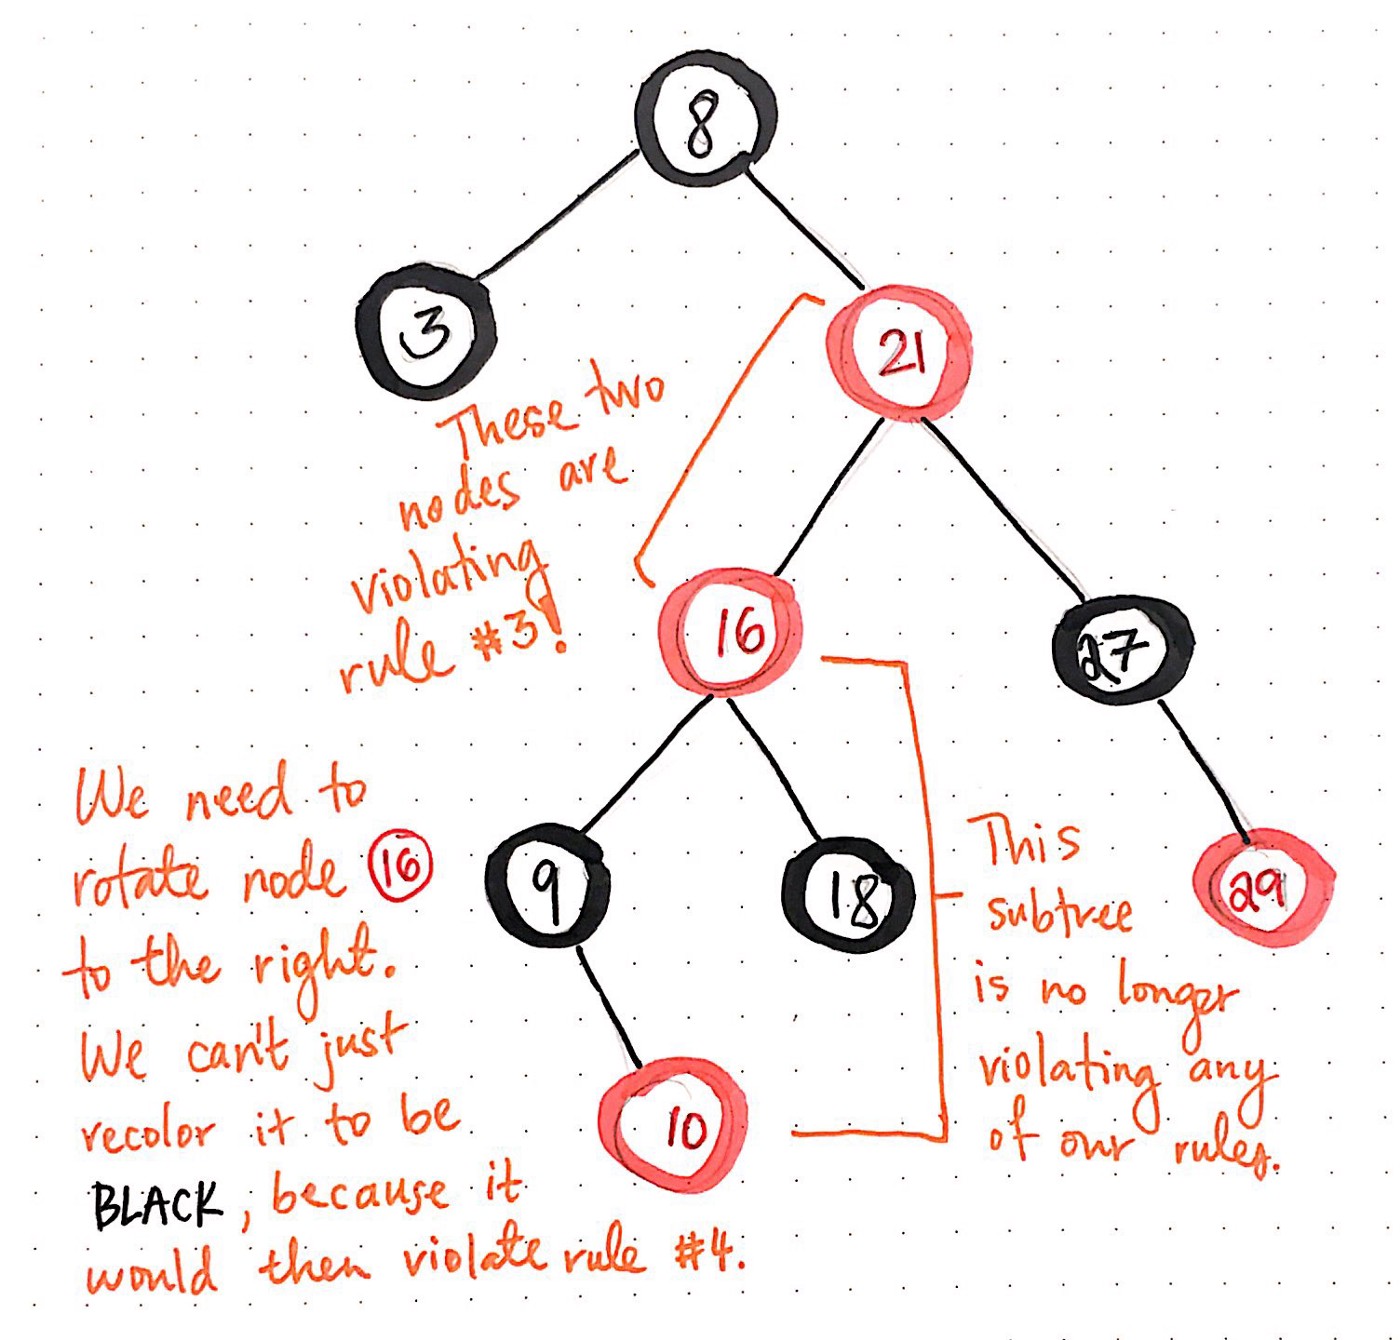 8
3
21
These two
nodes are
violating
rule #3!
16
27
We need to
rotate node 16
to the right.
We can't just
recolor it to be
BLACK, because it
would then violate rule #4.
9
18
29
10
This
subtree
is no longer
violating any
of our rules.